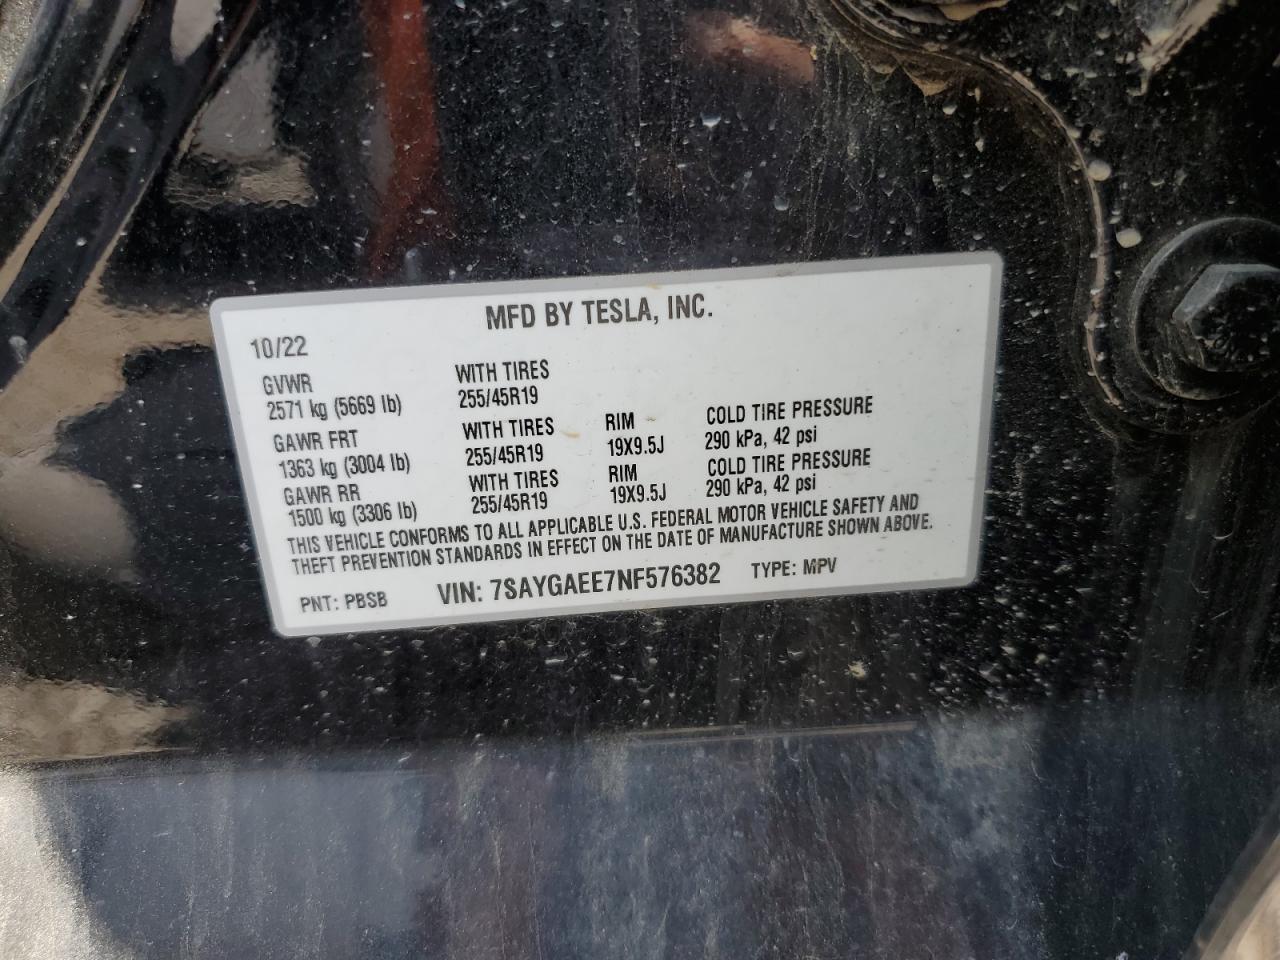 MFD BY TESLA, INC.
10/22
GVWR WITH TIRES
2571 kg (5669 lb) 255/45R19
GAWR FRT WITH TIRES RIM COLD TIRE PRESSURE
1363 kg (3004 lb) 255/45R19 19X9.5J 290 kPa, 42 psi
GAWR RR WITH TIRES RIM COLD TIRE PRESSURE
1500 kg (3306 lb) 255/45R19 19X9.5J 290 kPa, 42 psi
THIS VEHICLE CONFORMS TO ALL APPLICABLE U.S. FEDERAL MOTOR VEHICLE SAFETY AND
THEFT PREVENTION STANDARDS IN EFFECT ON THE DATE OF MANUFACTURE SHOWN ABOVE.
PNT: PBSB VIN: 7SAYGAEE7NF576382 TYPE: MPV